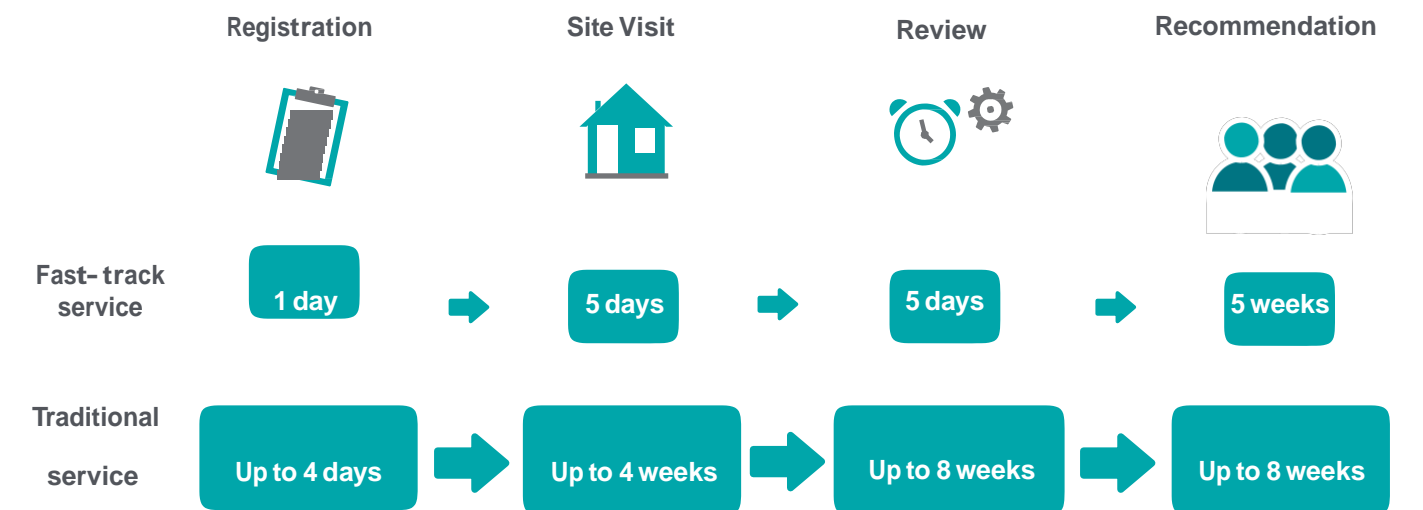 Registration
Site Visit
Review
Recommendation
Fast-track
service
1 day
5 days
5 days
5 weeks
Traditional
service
Up to 4 days
Up to 4 weeks
Up to 8 weeks
Up to 8 weeks